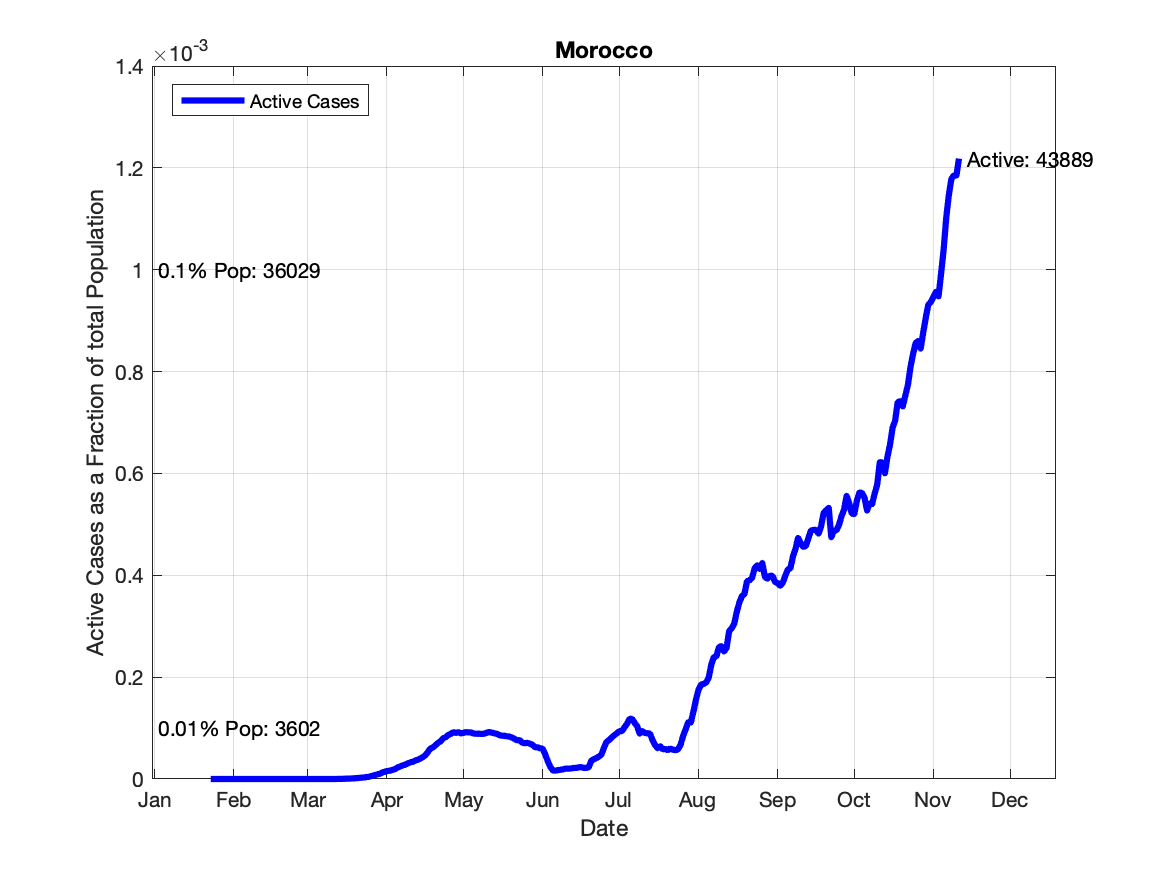 Morocco
×10-3
Active Cases
1.4
1.2
1
0.8
0.6
0.4
0.2
0
Active: 43889
0.1% Pop: 36029
0.01% Pop: 3602
Active Cases as a Fraction of total Population
Jan Feb Mar Apr May Jun Jul Aug Sep Oct Nov Dec
Date